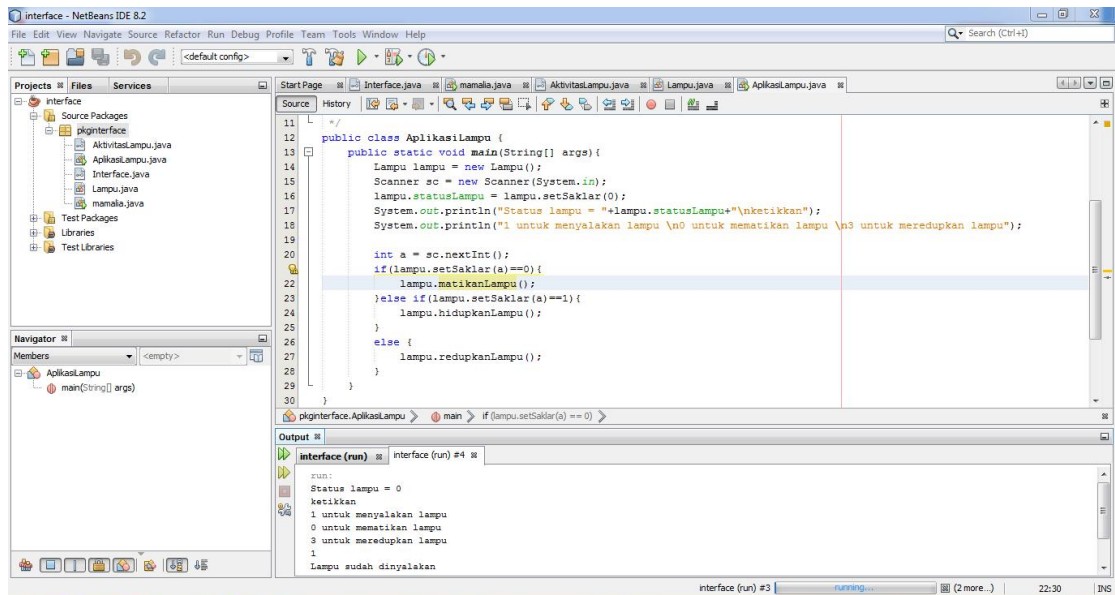 interface - NetBeans IDE 8.2
File Edit View Navigate Source Refactor Run Debug Profile Team Tools Window Help
Search (Ctrl+I)
<default config>
Projects Files Services
interface
Source Packages
pkginterface
AktivitasLampu.java
AplikasiLampu.java
Interface.java
Lampu.java
mamalia.java
Test Packages
Libraries
Test Libraries
Navigator
Members <empty>
AplikasiLampu
main(String[] args)
Start Page Interface.java mamalia.java AktivitasLampu.java Lampu.java AplikasiLampu.java
Source History
11 */
12 public class AplikasiLampu {
13 public static void main(String[] args){
14 Lampu lampu = new Lampu();
15 Scanner sc = new Scanner(System.in);
16 lampu.statusLampu = lampu.setSaklar(0);
17 System.out.println("Status lampu = "+lampu.statusLampu+"\nketikkan");
18 System.out.println("1 untuk menyalakan lampu \n0 untuk mematikan lampu \n3 untuk meredupkan lampu");
19
20 int a = sc.nextInt();
if(lampu.setSaklar(a)==0){
22 lampu.matikanLampu();
23 }else if(lampu.setSaklar(a)==1){
24 lampu.hidupkanLampu();
25 }
26 else {
27 lampu.redupkanLampu();
28 }
29 }
30 }
pkginterface.AplikasiLampu main if (lampu.setSaklar(a) == 0)
Output
interface (run) interface (run) #4
run:
Status lampu = 0
ketikkan
1 untuk menyalakan lampu
0 untuk mematikan lampu
3 untuk meredupkan lampu
1
Lampu sudah dinyalakan
interface (run) #3 running... (2 more...) 22:30 INS